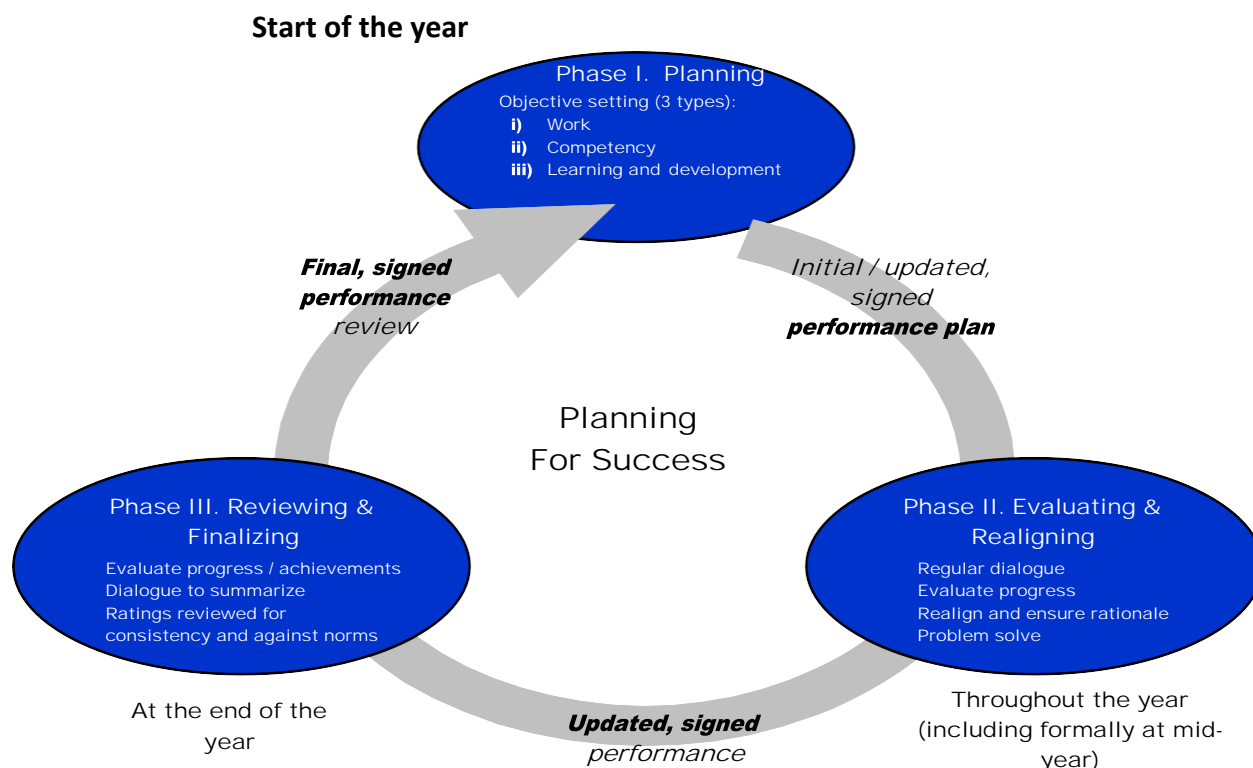 Start of the year
Phase I. Planning
Objective setting (3 types):
i) Work
ii) Competency
iii) Learning and development
Final, signed
performance
review
Initial / updated,
signed
performance plan
Planning
For Success
Phase III. Reviewing &
Finalizing
Evaluate progress / achievements
Dialogue to summarize
Ratings reviewed for
consistency and against norms
Phase II. Evaluating &
Realigning
Regular dialogue
Evaluate progress
Realign and ensure rationale
Problem solve
At the end of the
year
Updated, signed
performance
Throughout the year
(including formally at mid-
year)